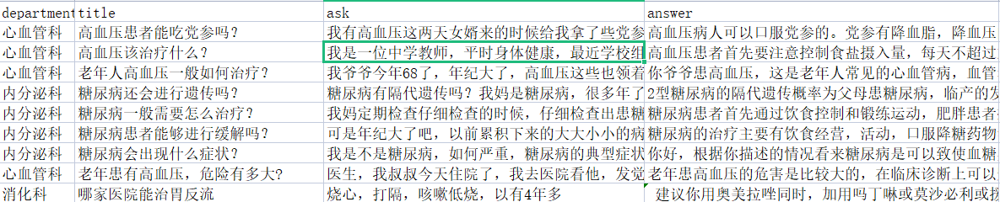 department title ask answer
心血管科 高血压患者能吃党参吗? 我有高血压这两天女婿来的时候给我拿了些党参 高血压病人可以口服党参的。党参有降血脂，降血压
心血管科 高血压该治疗什么? 我是一位中学教师，平时身体健康，最近学校组 高血压患者首先要注意控制食盐摄入量，每天不超过
心血管科 老年人高血压一般如何治疗? 我爷爷今年68了，年纪大了，高血压这些也领着 你爷爷患高血压，这是老年人常见的心血管病，血管
内分泌科 糖尿病还会进行遗传吗? 糖尿病有隔代遗传吗？我妈是糖尿病，很多年了 2型糖尿病的隔代遗传概率为父母患糖尿病，临产的发
内分泌科 糖尿病一般需要怎么治疗? 我妈定期检查仔细检查的时候，仔细检查出患糖 糖尿病患者首先通过饮食控制和锻练运动，肥胖患者
内分泌科 糖尿病患者能够进行缓解吗? 可是年纪大了吧，以前累积下来的大大小小的病 糖尿病的治疗主要有饮食经营，活动，口服降糖药物
内分泌科 糖尿病会出现什么症状? 我是不是糖尿病，如何严重，糖尿病的典型症状 你好，根据你描述的情况看来糖尿病是可以致使血糖
心血管科 老年患有高血压，危险有多大? 医生，我叔叔今天住院了，我去医院看他，发觉 老年患高血压的危害是比较大的，在临床诊断上可以
消化科 哪家医院能治胃反流 烧心，打隔，咳嗽低烧，以有4年多 建议你用奥美拉唑同时，加用吗丁啉或莫沙必利或